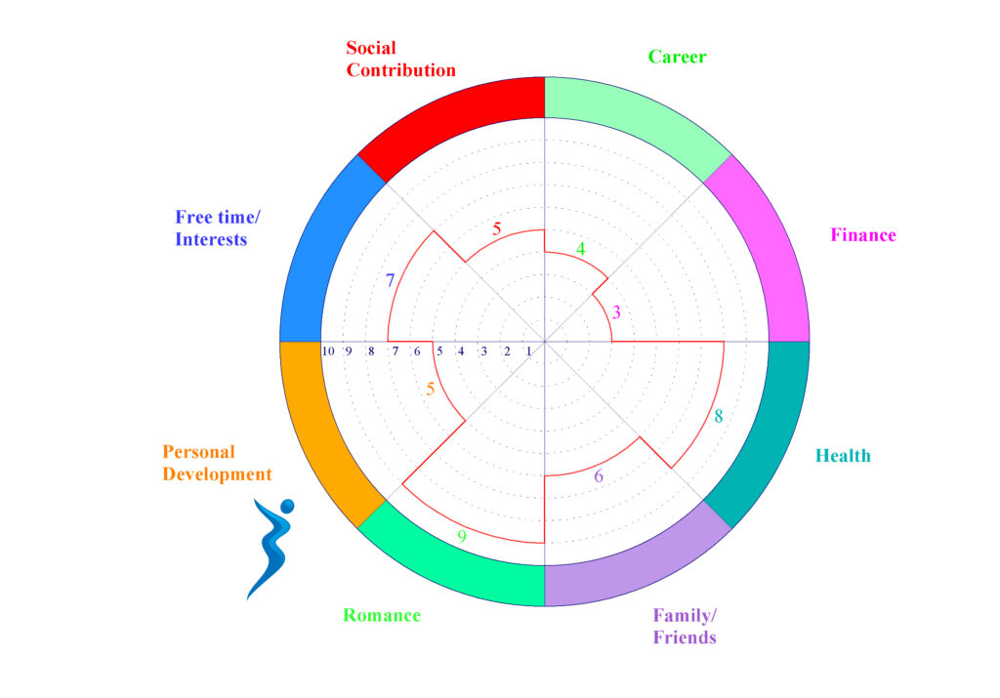 Social
Contribution
Career
Free time/
Interests
Finance
5
4
7
3
10 9 8 7 6 5 4 3 2 1
5
8
6
9
Personal
Development
Health
Romance
Family/
Friends